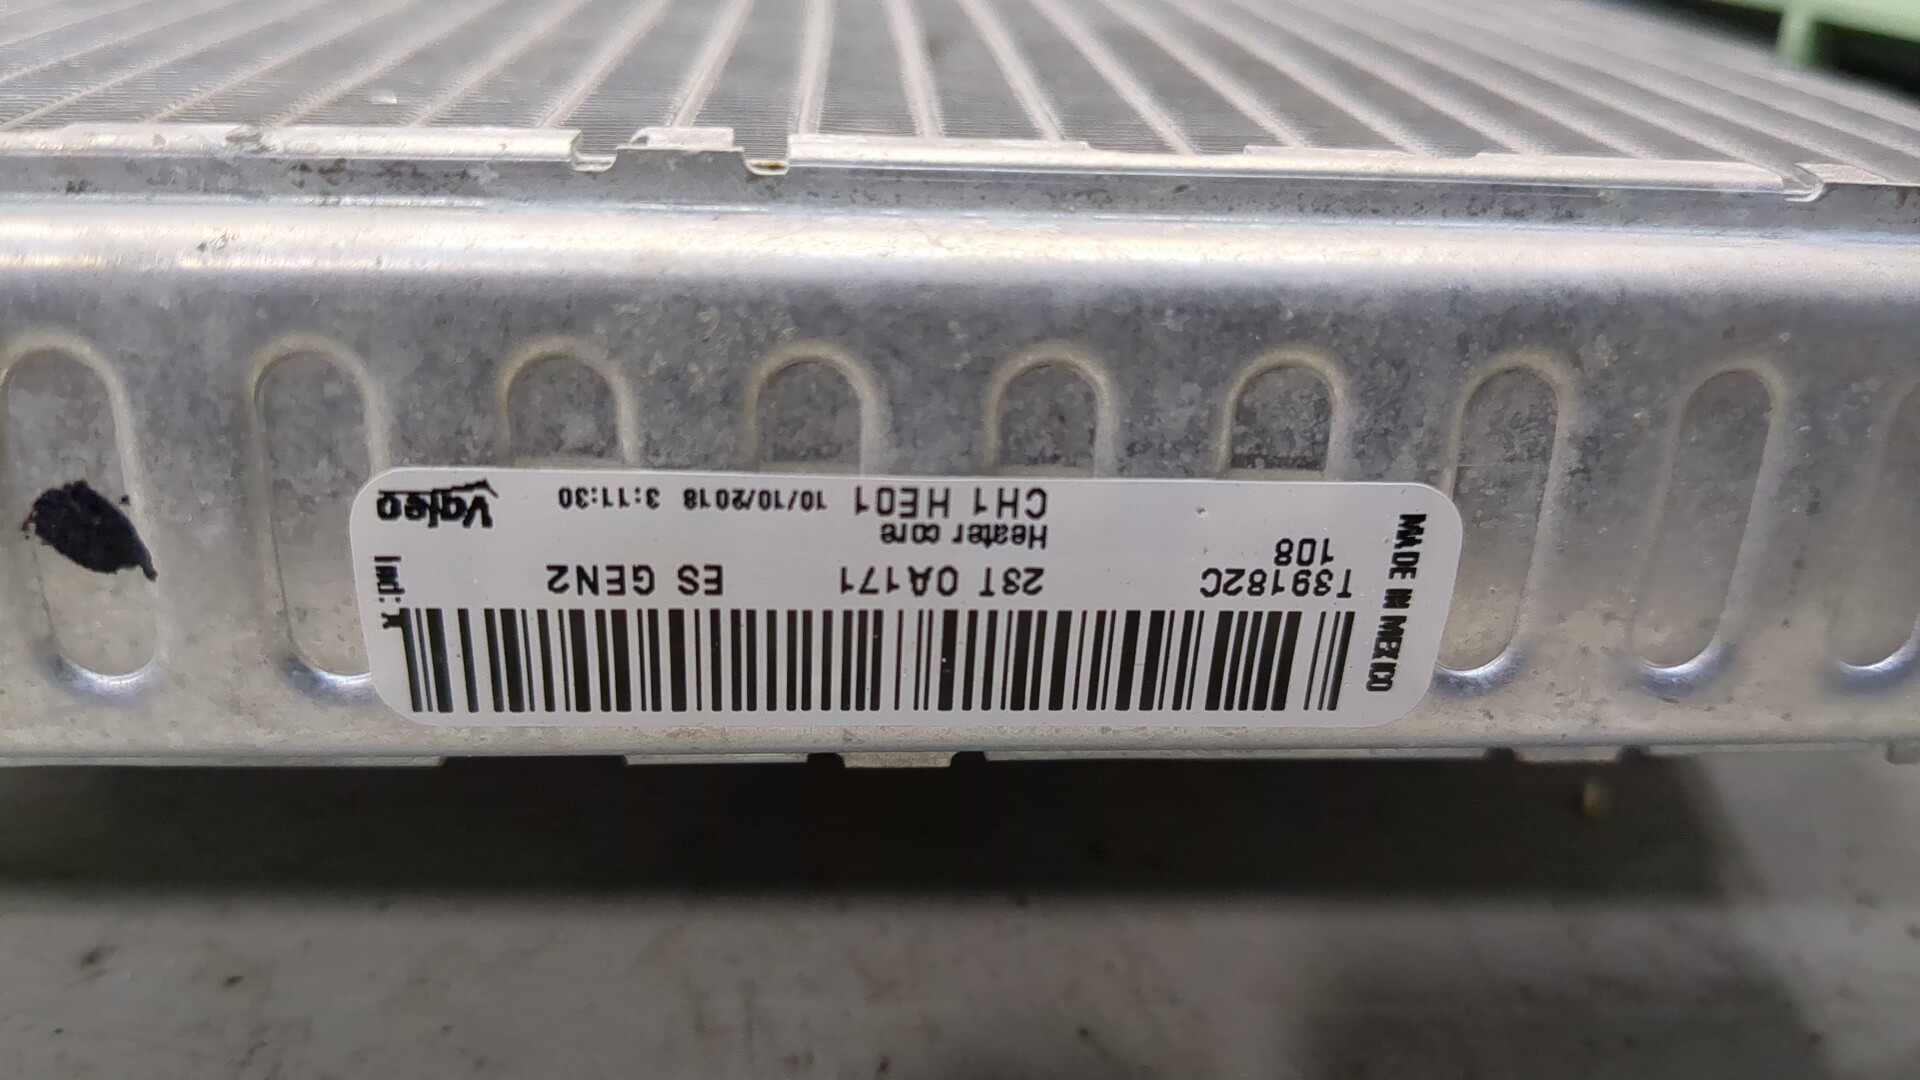 T39182C 23T 0A171 ES GEN2
108
Heater core
CH1 HE01 10/10/2018 3:11:30
Valeo
Ind: X
MADE IN MEXICO